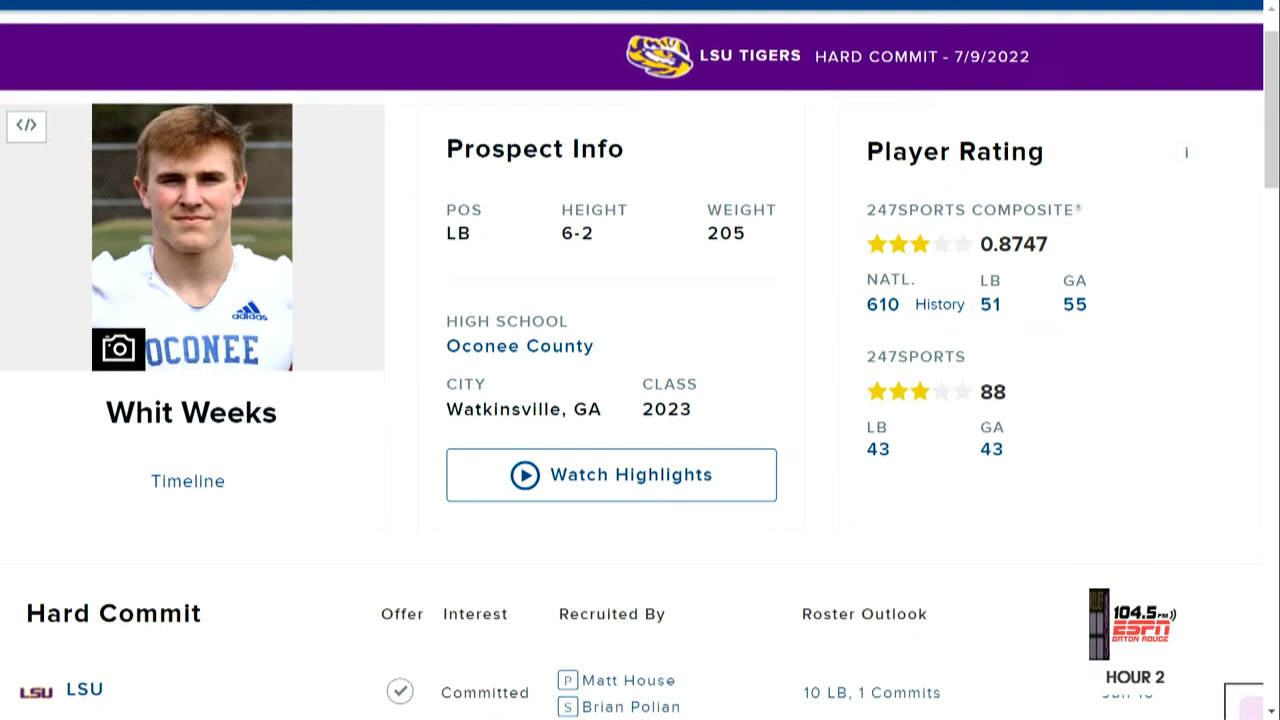 LSU TIGERS HARD COMMIT - 7/9/2022
</>
Prospect Info
Player Rating
i
POS HEIGHT WEIGHT
LB 6-2 205
247SPORTS COMPOSITE®
0.8747
NATL. LB GA
610 History 51 55
HIGH SCHOOL
Oconee County
247SPORTS
88
CITY CLASS
Watkinsville, GA 2023
LB GA
43 43
adidas
OCONEE
Whit Weeks
Watch Highlights
Timeline
Hard Commit Offer Interest Recruited By Roster Outlook
104.5 FM
ESPN
BATON ROUGE
HOUR 2
LSU LSU Committed
P Matt House
S Brian Polian
10 LB, 1 Commits